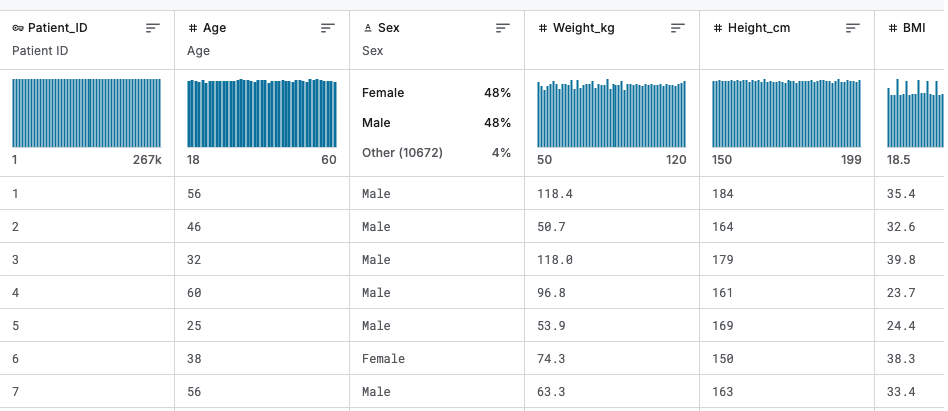 Patient_ID # Age A Sex # Weight_kg # Height_cm # BMI
Patient ID Age Sex
Female 48%
Male 48%
Other (10672) 4%
1 267k 18 60 50 120 150 199 18.5
1 56 Male 118.4 184 35.4
2 46 Male 50.7 164 32.6
3 32 Male 118.0 179 39.8
4 60 Male 96.8 161 23.7
5 25 Male 53.9 169 24.4
6 38 Female 74.3 150 38.3
7 56 Male 63.3 163 33.4